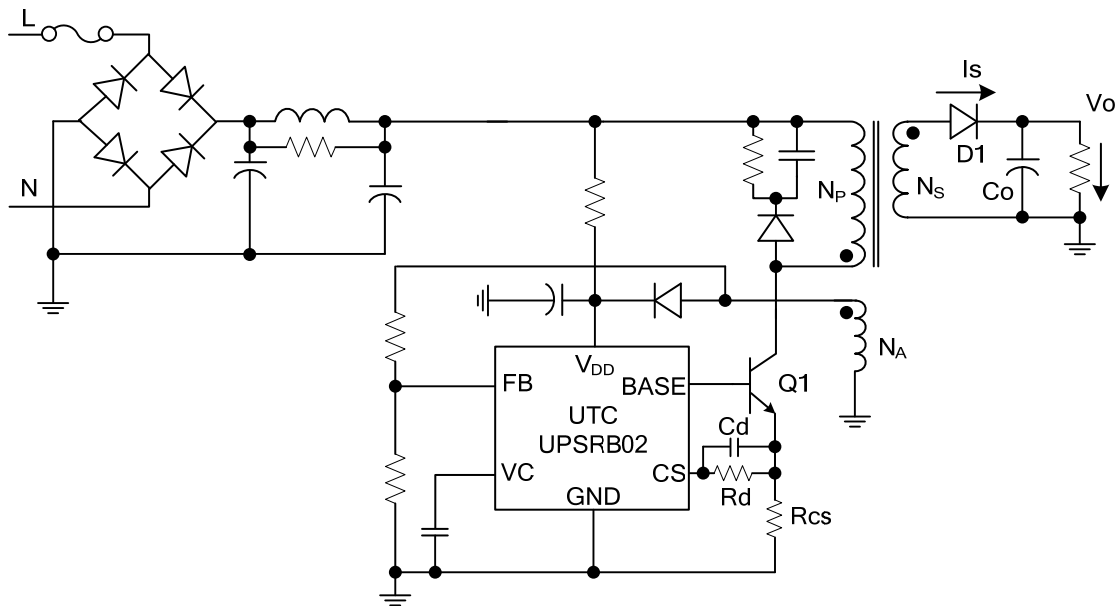 L
Is
Vo
D1
N
NP
NS
Co
NA
VDD
FB
BASE
Q1
UTC
UPSRB02
Cd
VC
CS
Rd
GND
Rcs